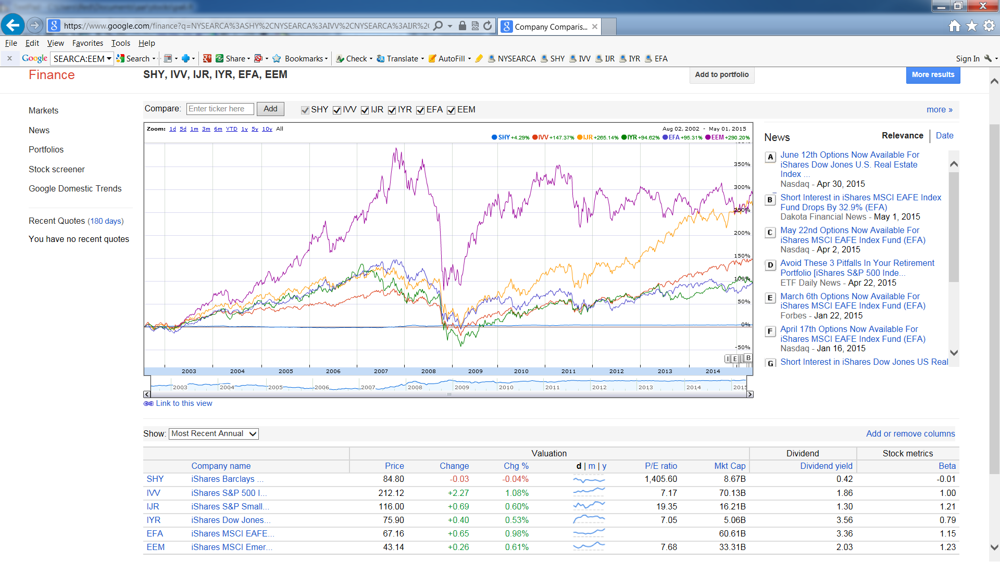 https://www.google.com/finance?q=NYSEARCA%3ASHY%2CNYSEARCA%3AIVV%2CNYSEARCA%3AIJR%2C
Company Comparis...
File Edit View Favorites Tools Help
x Google SEARCA:EEM Search Share Bookmarks Check Translate AutoFill NYSEARCA SHY IVV IJR IYR EFA Sign In
Finance
SHY, IVV, IJR, IYR, EFA, EEM
Add to portfolio
More results
Markets
News
Portfolios
Stock screener
Google Domestic Trends
Recent Quotes (180 days)
You have no recent quotes
Compare: Enter ticker here Add SHY IVV IJR IYR EFA EEM more »
Zoom: 1d 5d 1m 3m 6m YTD 1y 5y 10y All Aug 02, 2002 - May 01, 2015
SHY +4.29% IVV +147.37% IJR +265.14% IYR +94.62% EFA +95.31% EEM +290.20%
350%
300%
250%
200%
150%
100%
50%
0%
-50%
I E B
2003 2004 2005 2006 2007 2008 2009 2010 2011 2012 2013 2014
2003 2004 2005 2006 2007 2008 2009 2010 2011 2012 2013 2014 2015
Link to this view
News Relevance Date
A June 12th Options Now Available For
iShares Dow Jones U.S. Real Estate
Index ...
Nasdaq - Apr 30, 2015
B Short Interest in iShares MSCI EAFE Index
Fund Drops By 32.9% (EFA)
Dakota Financial News - May 1, 2015
C May 22nd Options Now Available For
iShares MSCI EAFE Index Fund (EFA)
Nasdaq - Apr 2, 2015
D Avoid These 3 Pitfalls In Your Retirement
Portfolio [iShares S&P 500 Inde...
ETF Daily News - Apr 22, 2015
E March 6th Options Now Available For
iShares MSCI EAFE Index Fund (EFA)
Forbes - Jan 22, 2015
F April 17th Options Now Available For
iShares MSCI EAFE Index Fund (EFA)
Nasdaq - Jan 16, 2015
G Short Interest in iShares Dow Jones US Real
Show: Most Recent Annual Add or remove columns
Valuation Dividend Stock metrics
Company name Price Change Chg % d | m | y P/E ratio Mkt Cap Dividend yield Beta
SHY iShares Barclays ... 84.80 -0.03 -0.04% 1,405.60 8.67B 0.42 -0.01
IVV iShares S&P 500 I... 212.12 +2.27 1.08% 7.17 70.13B 1.86 1.00
IJR iShares S&P Small... 116.00 +0.69 0.60% 19.35 16.21B 1.30 1.21
IYR iShares Dow Jones... 75.90 +0.40 0.53% 7.05 5.06B 3.56 0.79
EFA iShares MSCI EAFE... 67.16 +0.65 0.98% 60.61B 3.36 1.15
EEM iShares MSCI Emer... 43.14 +0.26 0.61% 7.68 33.31B 2.03 1.23